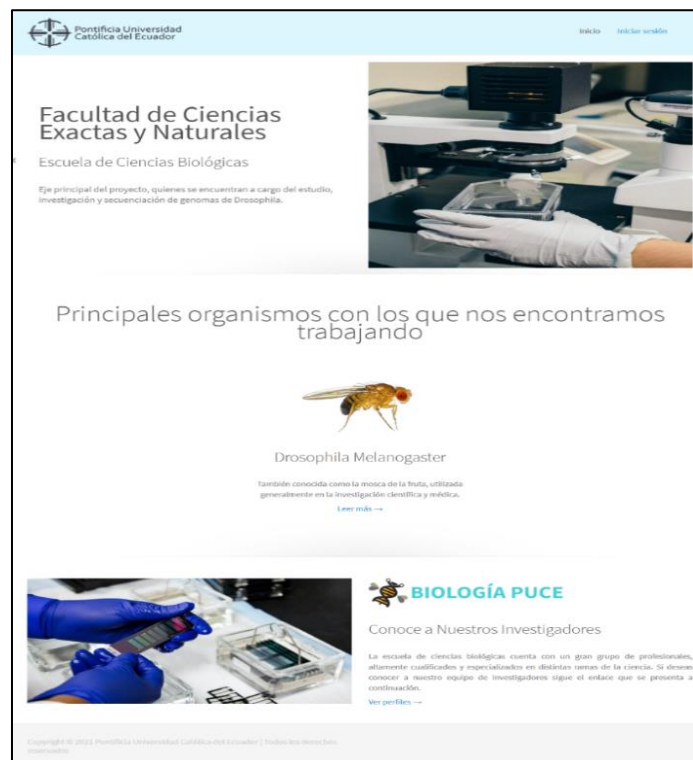 Pontificia Universidad
Católica del Ecuador
Inicio Iniciar sesión
Facultad de Ciencias
Exactas y Naturales
Escuela de Ciencias Biológicas
Eje principal del proyecto, quienes se encuentran a cargo del estudio,
investigación y secuenciación de genomas de Drosophila.
Principales organismos con los que nos encontramos
trabajando
Drosophila Melanogaster
También conocida como la mosca de la fruta, utilizada
generalmente en la investigación científica y médica.
Leer más →
BIOLOGÍA PUCE
Conoce a Nuestros Investigadores
La escuela de ciencias biológicas cuenta con un gran grupo de profesionales,
altamente cualificados y especializados en distintas ramas de la ciencia. Si deseas
conocer a nuestro equipo de investigadores sigue el enlace que se presenta a
continuación.
Ver perfiles →
Copyright © Pontificia Universidad Católica del Ecuador | Todos los derechos
reservados